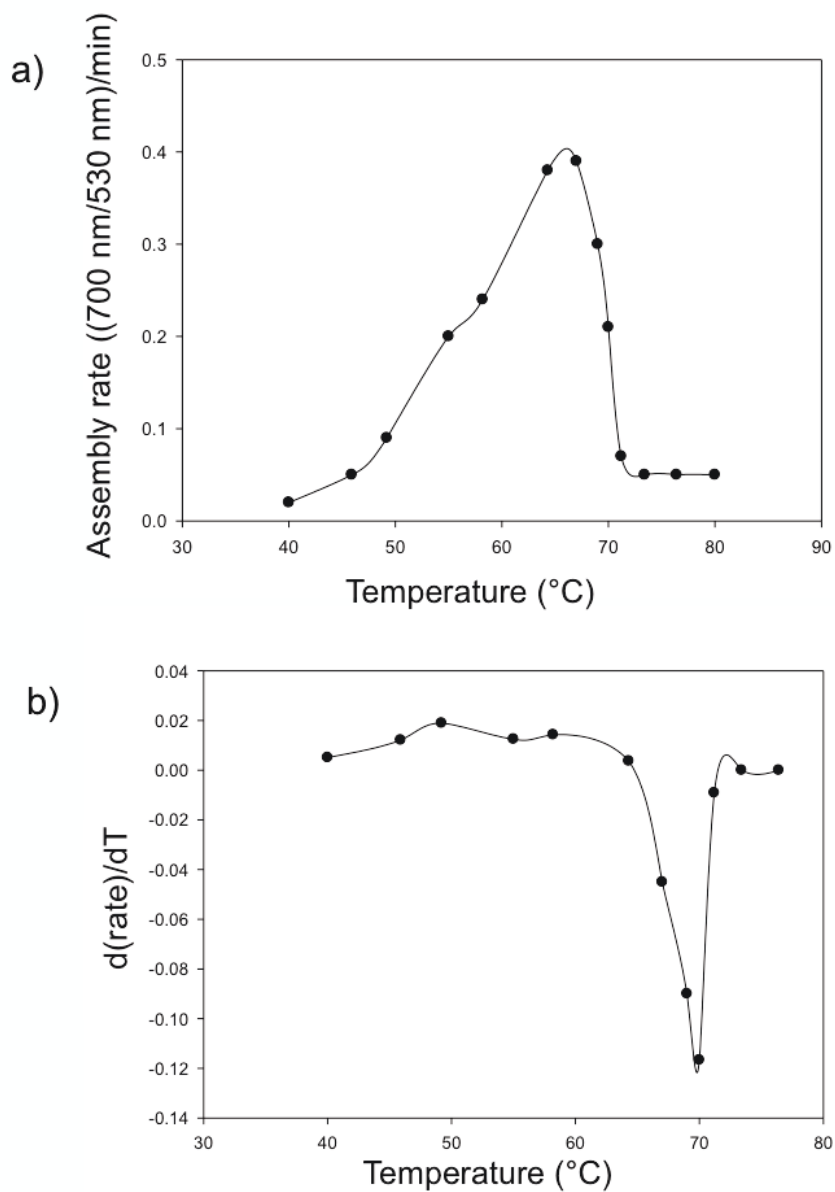 a)
Assembly rate ((700 nm/530 nm)/min)
0.5
0.4
0.3
0.2
0.1
0.0
30 40 50 60 70 80 90
Temperature (°C)
b)
d(rate)/dT
0.04
0.02
0.00
-0.02
-0.04
-0.06
-0.08
-0.10
-0.12
-0.14
30 40 50 60 70 80
Temperature (°C)